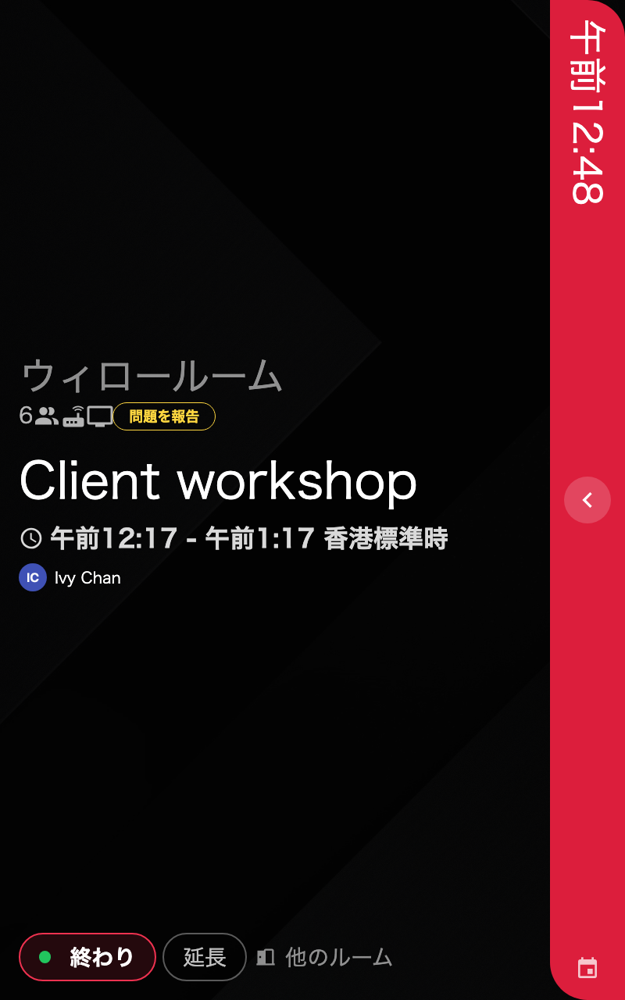 午前12:48
ウィロールーム
6
問題を報告
Client workshop
午前12:17 - 午前1:17 香港標準時
IC Ivy Chan
終わり
延長
他のルーム